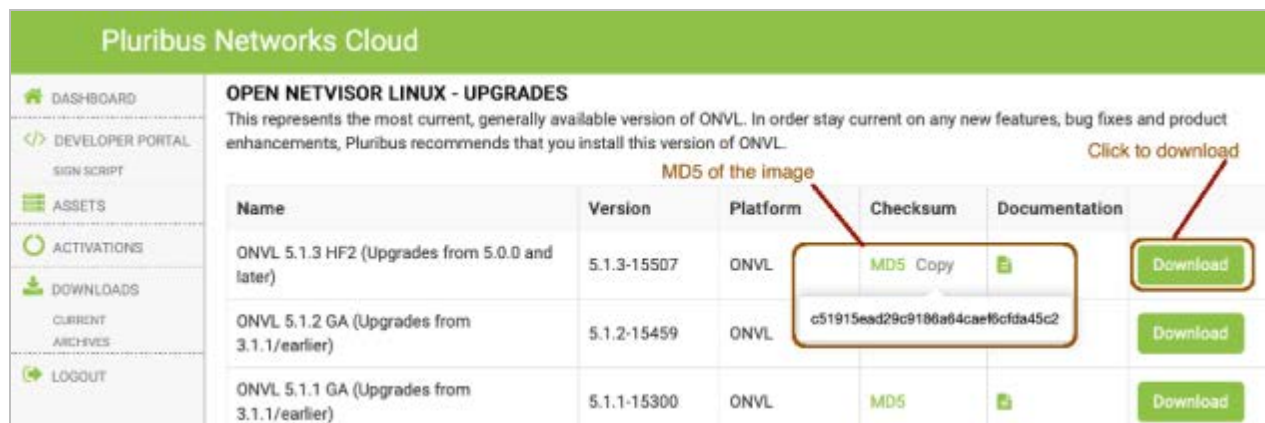 Pluribus Networks Cloud
DASHBOARD
</> DEVELOPER PORTAL
SIGN SCRIPT
ASSETS
ACTIVATIONS
DOWNLOADS
CURRENT
ARCHIVES
LOGOUT
OPEN NETVISOR LINUX - UPGRADES
This represents the most current, generally available version of ONVL. In order stay current on any new features, bug fixes and product
enhancements, Pluribus recommends that you install this version of ONVL.
Click to download
MD5 of the image
Name Version Platform Checksum Documentation
ONVL 5.1.3 HF2 (Upgrades from 5.0.0 and
later) 5.1.3-15507 ONVL MD5 Copy Download
c51915ead29c9186a64caef6cfda45c2
ONVL 5.1.2 GA (Upgrades from
3.1.1/earlier) 5.1.2-15459 ONVL Download
ONVL 5.1.1 GA (Upgrades from
3.1.1/earlier) 5.1.1-15300 ONVL MD5 Download